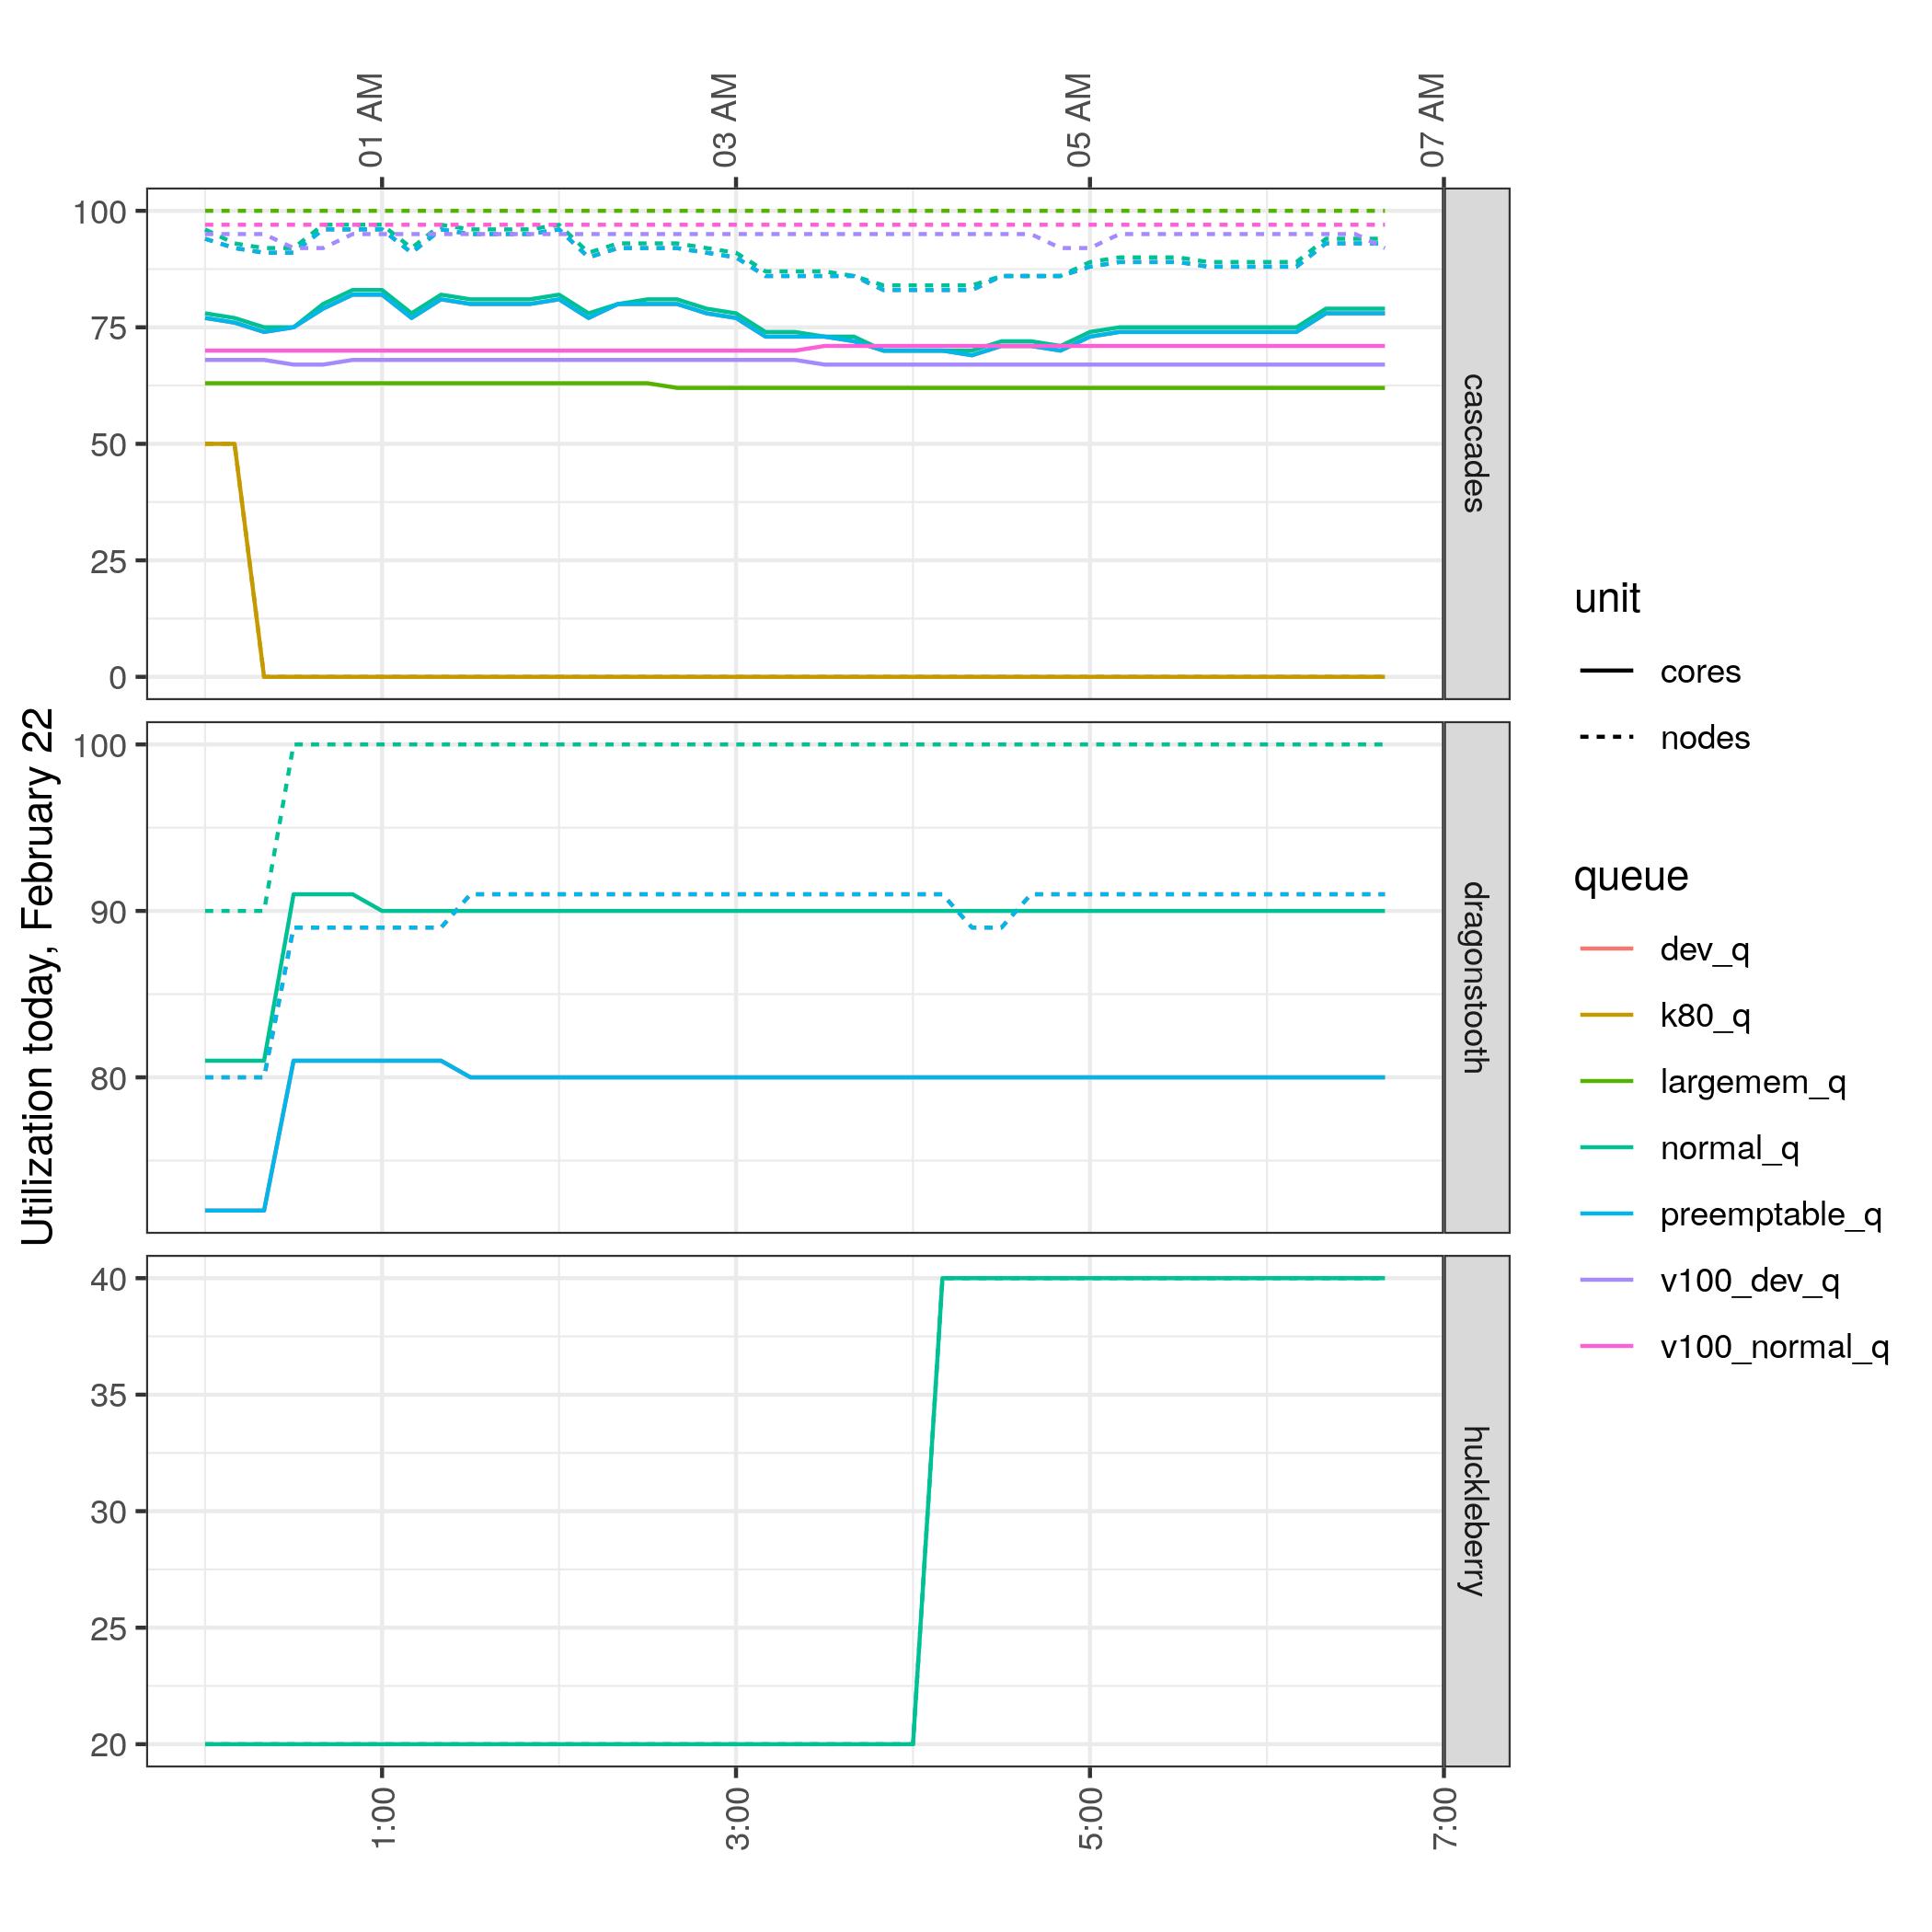 01 AM
03 AM
05 AM
07 AM
100
75
50
25
0
cascades
100
90
80
dragonstooth
40
35
30
25
20
huckleberry
1:00
3:00
5:00
7:00
Utilization today, February 22
unit
cores
nodes
queue
dev_q
k80_q
largemem_q
normal_q
preemptable_q
v100_dev_q
v100_normal_q